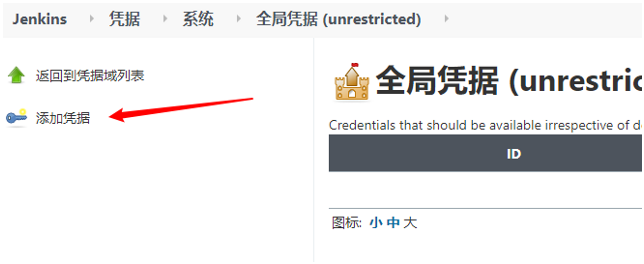 Jenkins 凭据 系统 全局凭据 (unrestricted)
返回到凭据域列表
添加凭据
全局凭据 (unrestric
Credentials that should be available irrespective of d
ID
图标: 小 中 大